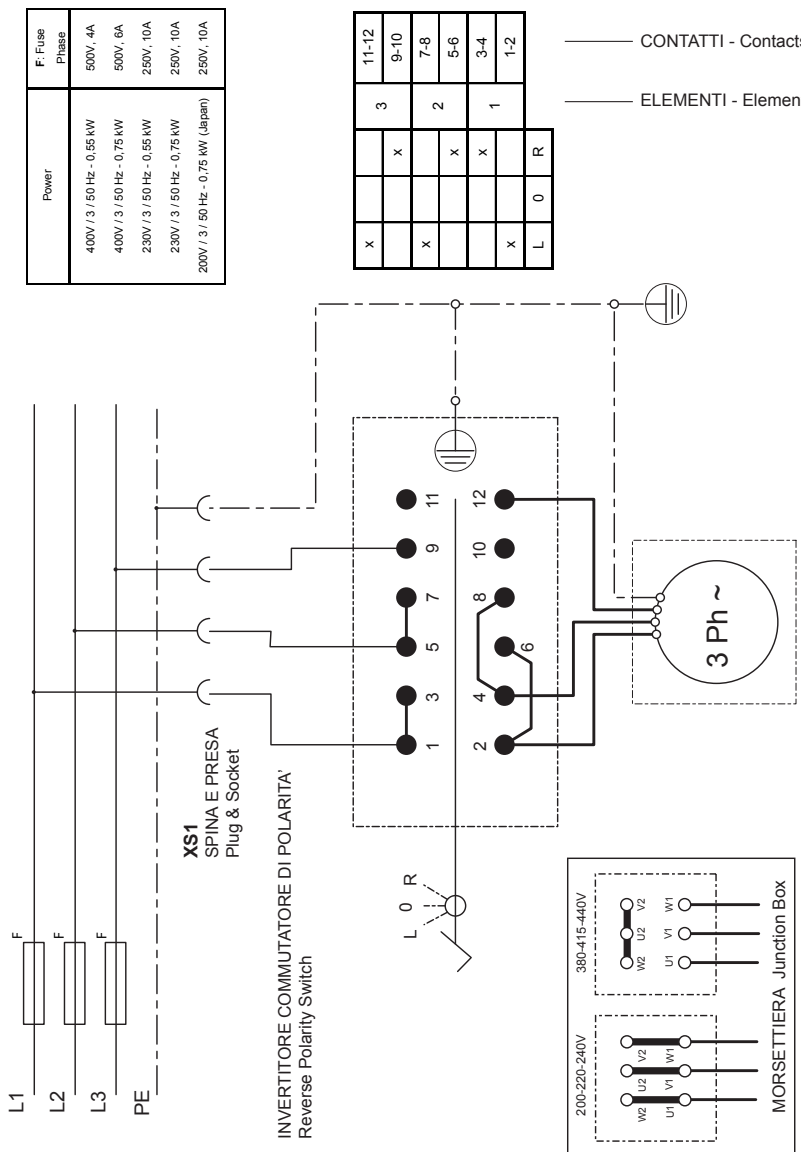 F: Fuse
Phase
Power
500V, 4A
400V / 3 / 50 Hz - 0,55 kW
500V, 6A
400V / 3 / 50 Hz - 0,75 kW
250V, 10A
230V / 3 / 50 Hz - 0,55 kW
250V, 10A
230V / 3 / 50 Hz - 0,75 kW
250V, 10A
200V / 3 / 50 Hz - 0,75 kW (Japan)
11-12
9-10
7-8
5-6
3-4
1-2
3
2
1
x
x
x
x
x
x
R
0
L
CONTATTI - Contacts
ELEMENTI - Elemen
L1
L2
L3
PE
F
F
F
XS1
SPINA E PRESA
Plug & Socket
INVERTITORE COMMUTATORE DI POLARITA'
Reverse Polarity Switch
L 0 R
1 3 5 7 9 11
2 4 6 8 10 12
3 Ph ~
200-220-240V
W2 U2 V2
U1 V1 W1
380-415-440V
W2 U2 V2
U1 V1 W1
MORSETTIERA Junction Box